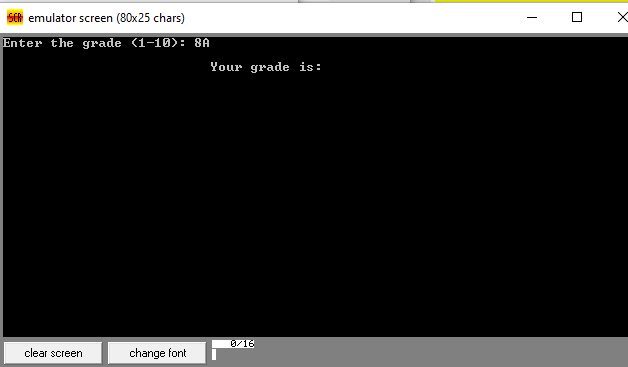 SCR emulator screen (80x25 chars)
Enter the grade (1-10): 8A
Your grade is:
clear screen change font 0/16